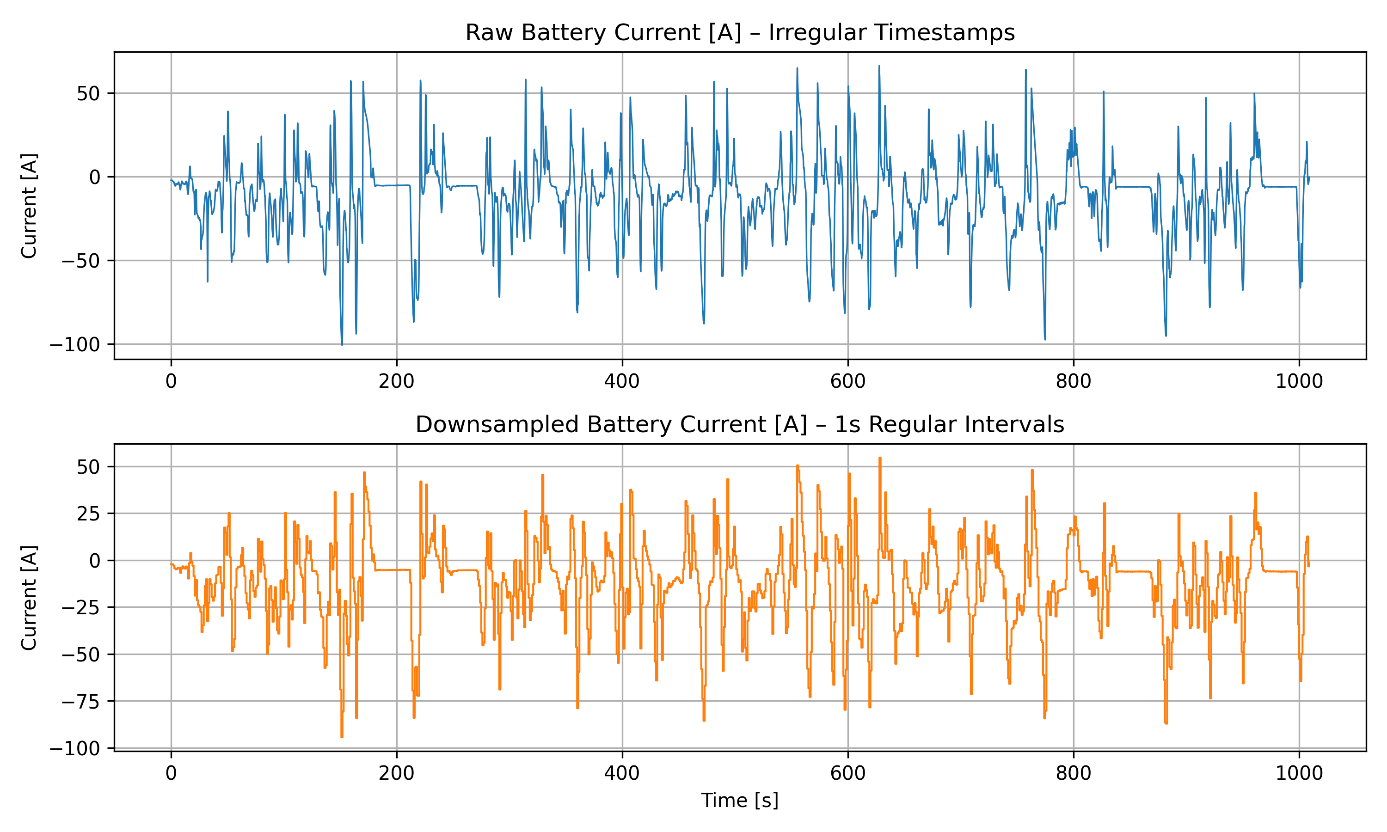 Raw Battery Current [A] – Irregular Timestamps
Current [A]
50
0
−50
−100
0 200 400 600 800 1000
Downsampled Battery Current [A] – 1s Regular Intervals
Current [A]
50
25
0
−25
−50
−75
−100
0 200 400 600 800 1000
Time [s]